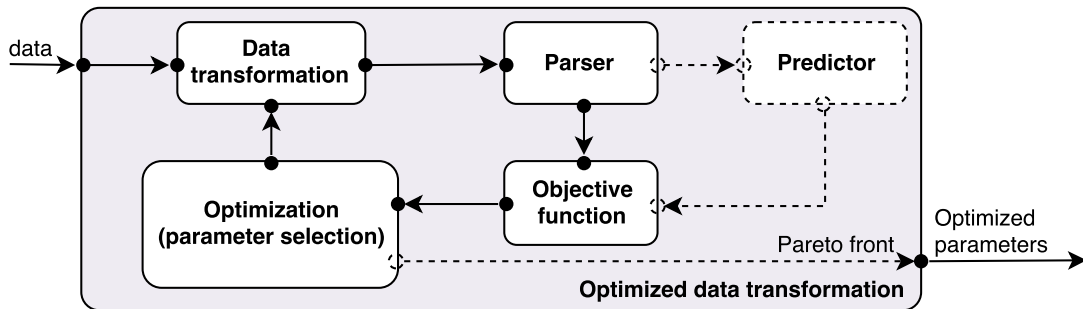 data
Data
transformation
Parser
Predictor
Optimization
(parameter selection)
Objective
function
Optimized
parameters
Pareto front
Optimized data transformation